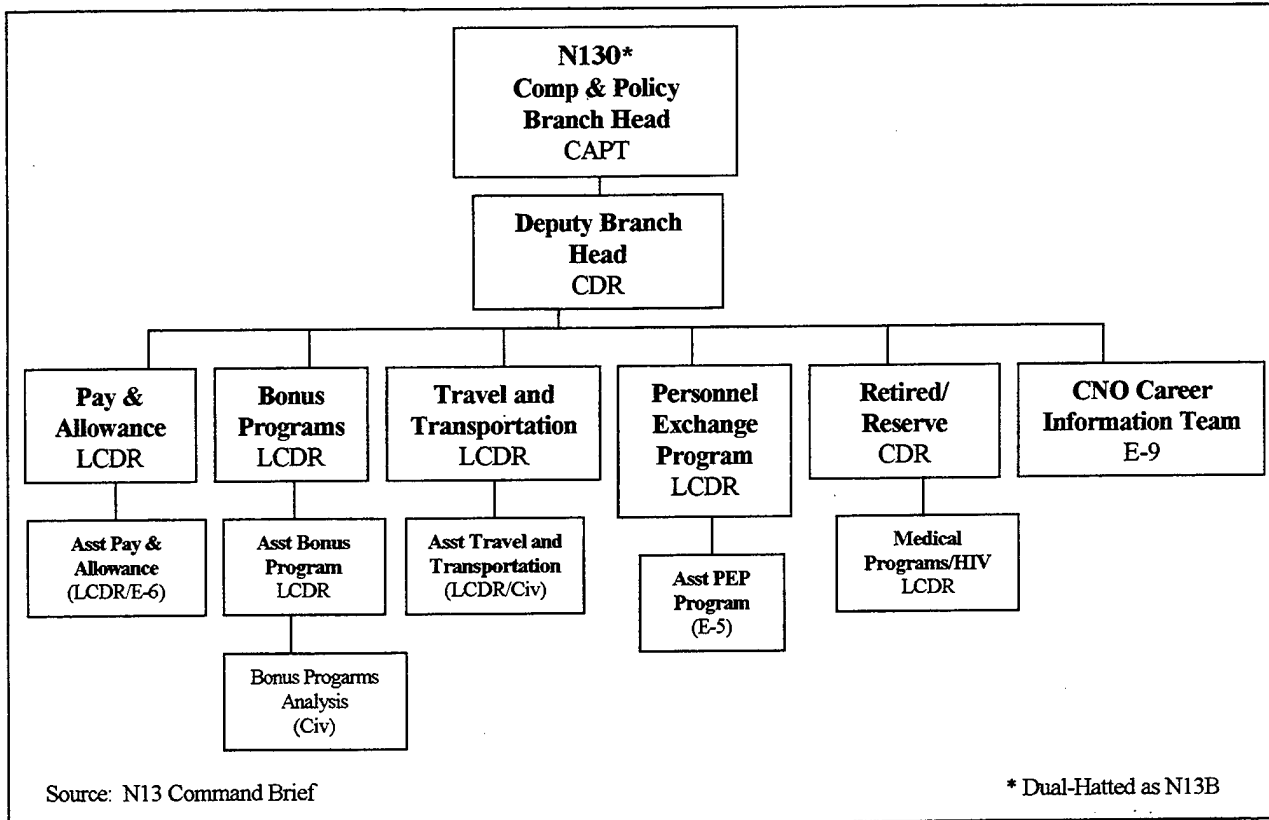 N130*
Comp & Policy
Branch Head
CAPT
Deputy Branch
Head
CDR
Pay &
Allowance
LCDR
Bonus
Programs
LCDR
Travel and
Transportation
LCDR
Personnel
Exchange
Program
LCDR
Retired/
Reserve
CDR
CNO Career
Information Team
E-9
Asst Pay &
Allowance
(LCDR/E-6)
Asst Bonus
Program
LCDR
Asst Travel and
Transportation
(LCDR/Civ)
Asst PEP
Program
(E-5)
Medical
Programs/HIV
LCDR
Bonus Progarms
Analysis
(Civ)
Source: N13 Command Brief
* Dual-Hatted as N13B